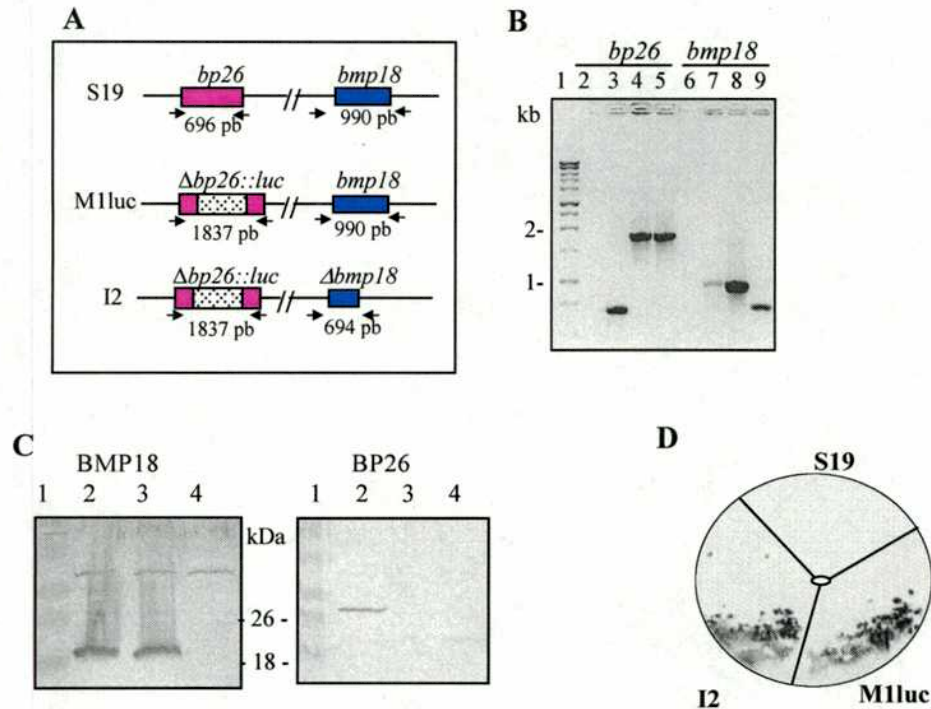 A
S19
bp26
bmp18
696 pb
990 pb
M1luc
Δbp26::luc
bmp18
1837 pb
990 pb
I2
Δbp26::luc
Δbmp18
1837 pb
694 pb
B
bp26 bmp18
1 2 3 4 5 6 7 8 9
kb
2-
1-
C
BMP18 BP26
1 2 3 4 1 2 3 4
kDa
26 -
- 18 -
D
S19
I2
M1luc